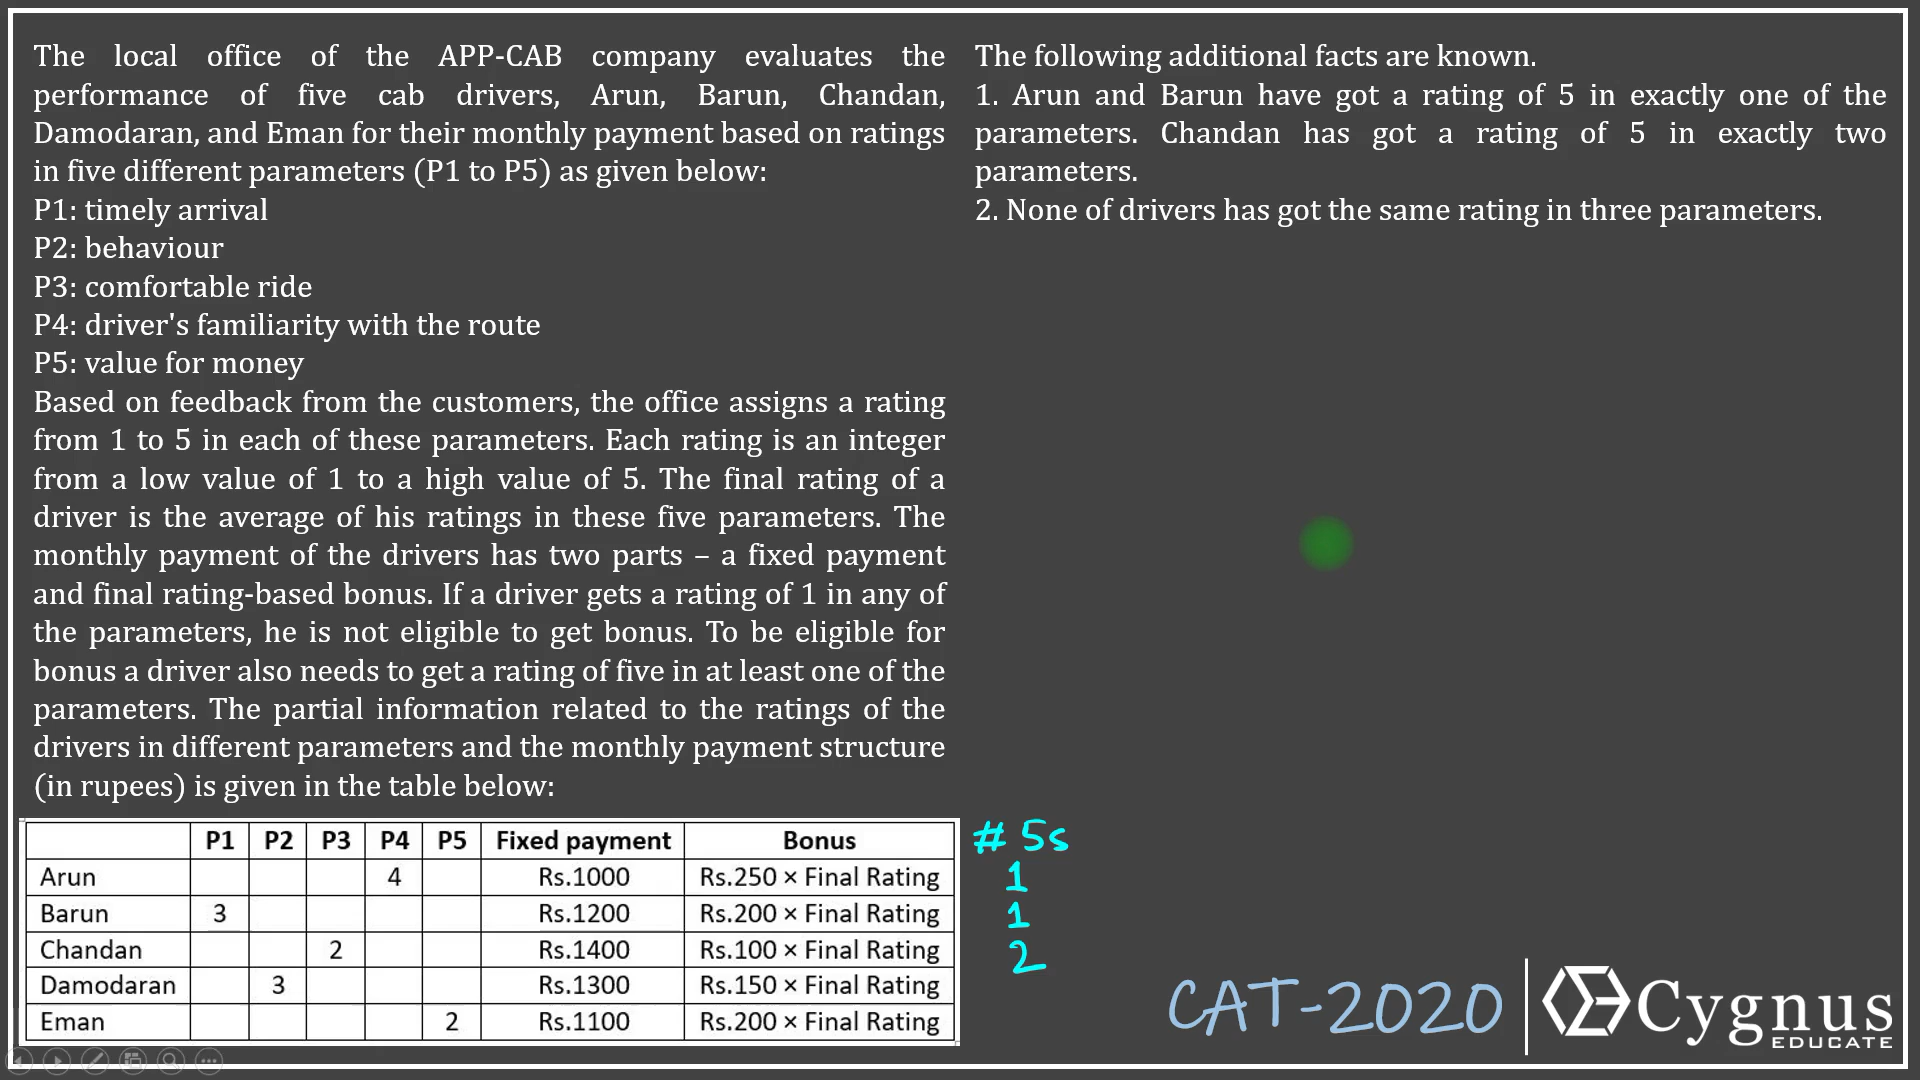 The local office of the APP-CAB company evaluates the
performance of five cab drivers, Arun, Barun, Chandan,
Damodaran, and Eman for their monthly payment based on ratings
in five different parameters (P1 to P5) as given below:
P1: timely arrival
P2: behaviour
P3: comfortable ride
P4: driver's familiarity with the route
P5: value for money
Based on feedback from the customers, the office assigns a rating
from 1 to 5 in each of these parameters. Each rating is an integer
from a low value of 1 to a high value of 5. The final rating of a
driver is the average of his ratings in these five parameters. The
monthly payment of the drivers has two parts – a fixed payment
and final rating-based bonus. If a driver gets a rating of 1 in any of
the parameters, he is not eligible to get bonus. To be eligible for
bonus a driver also needs to get a rating of five in at least one of the
parameters. The partial information related to the ratings of the
drivers in different parameters and the monthly payment structure
(in rupees) is given in the table below:
P1 P2 P3 P4 P5 Fixed payment Bonus
Arun 4 Rs.1000 Rs.250 × Final Rating
Barun 3 Rs.1200 Rs.200 × Final Rating
Chandan 2 Rs.1400 Rs.100 × Final Rating
Damodaran 3 Rs.1300 Rs.150 × Final Rating
Eman 2 Rs.1100 Rs.200 × Final Rating
The following additional facts are known.
1. Arun and Barun have got a rating of 5 in exactly one of the
parameters. Chandan has got a rating of 5 in exactly two
parameters.
2. None of drivers has got the same rating in three parameters.
# 5s
1
1
2
CAT-2020
Cygnus
EDUCATE